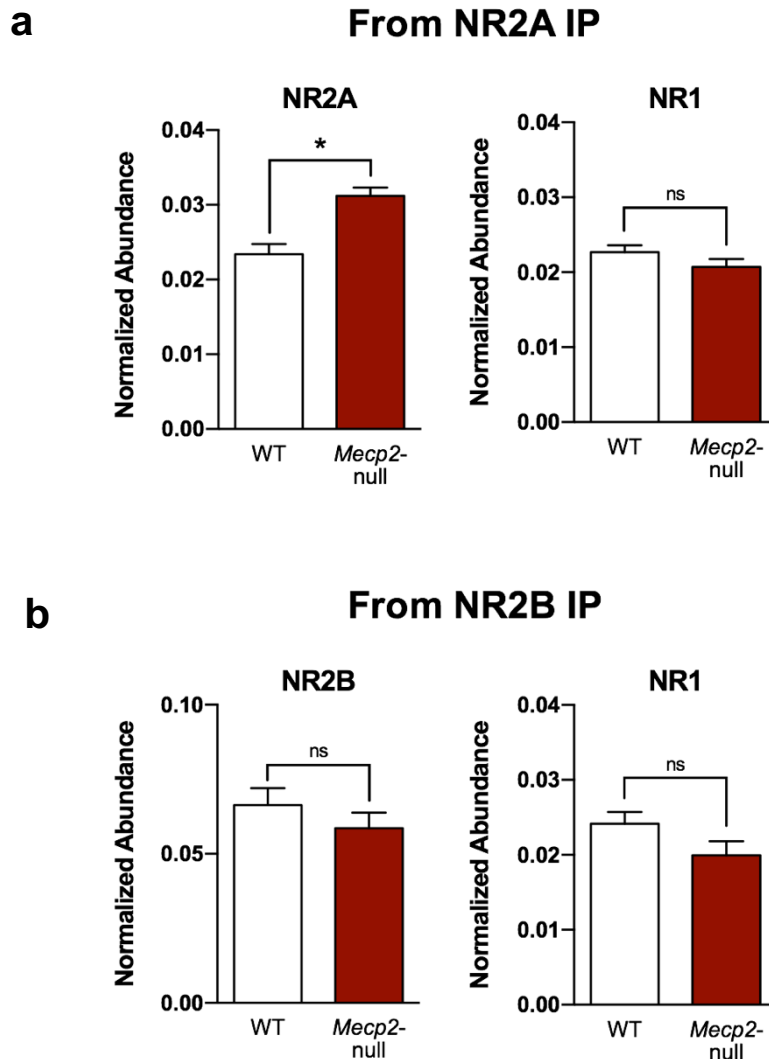 a
From NR2A IP
NR2A
NR1
Normalized Abundance
0.04
0.03
0.02
0.01
0.00
*
WT
Mecp2-
null
Normalized Abundance
0.04
0.03
0.02
0.01
0.00
ns
WT
Mecp2-
null
b
From NR2B IP
NR2B
NR1
Normalized Abundance
0.10
0.05
0.00
ns
WT
Mecp2-
null
Normalized Abundance
0.04
0.03
0.02
0.01
0.00
ns
WT
Mecp2-
null